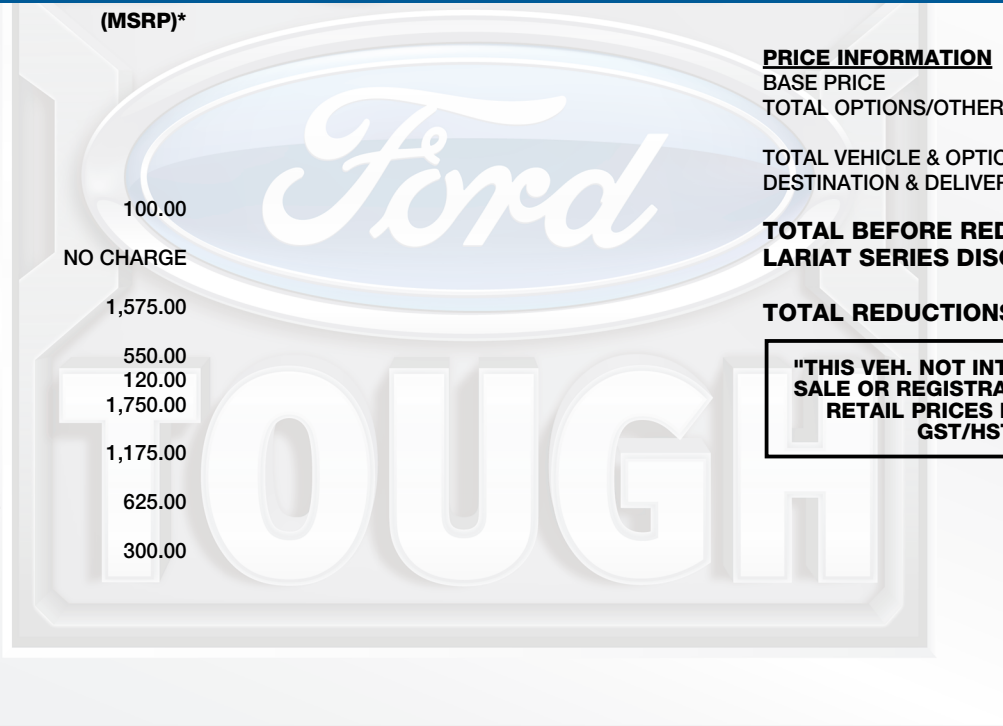 (MSRP)*
100.00
NO CHARGE
1,575.00
550.00
120.00
1,750.00
1,175.00
625.00
300.00
Ford
TOUGH
PRICE INFORMATION
BASE PRICE
TOTAL OPTIONS/OTHER
TOTAL VEHICLE & OPTIO
DESTINATION & DELIVER
TOTAL BEFORE RED
LARIAT SERIES DISC
TOTAL REDUCTIONS
"THIS VEH. NOT INT
SALE OR REGISTRA
RETAIL PRICES
GST/HST